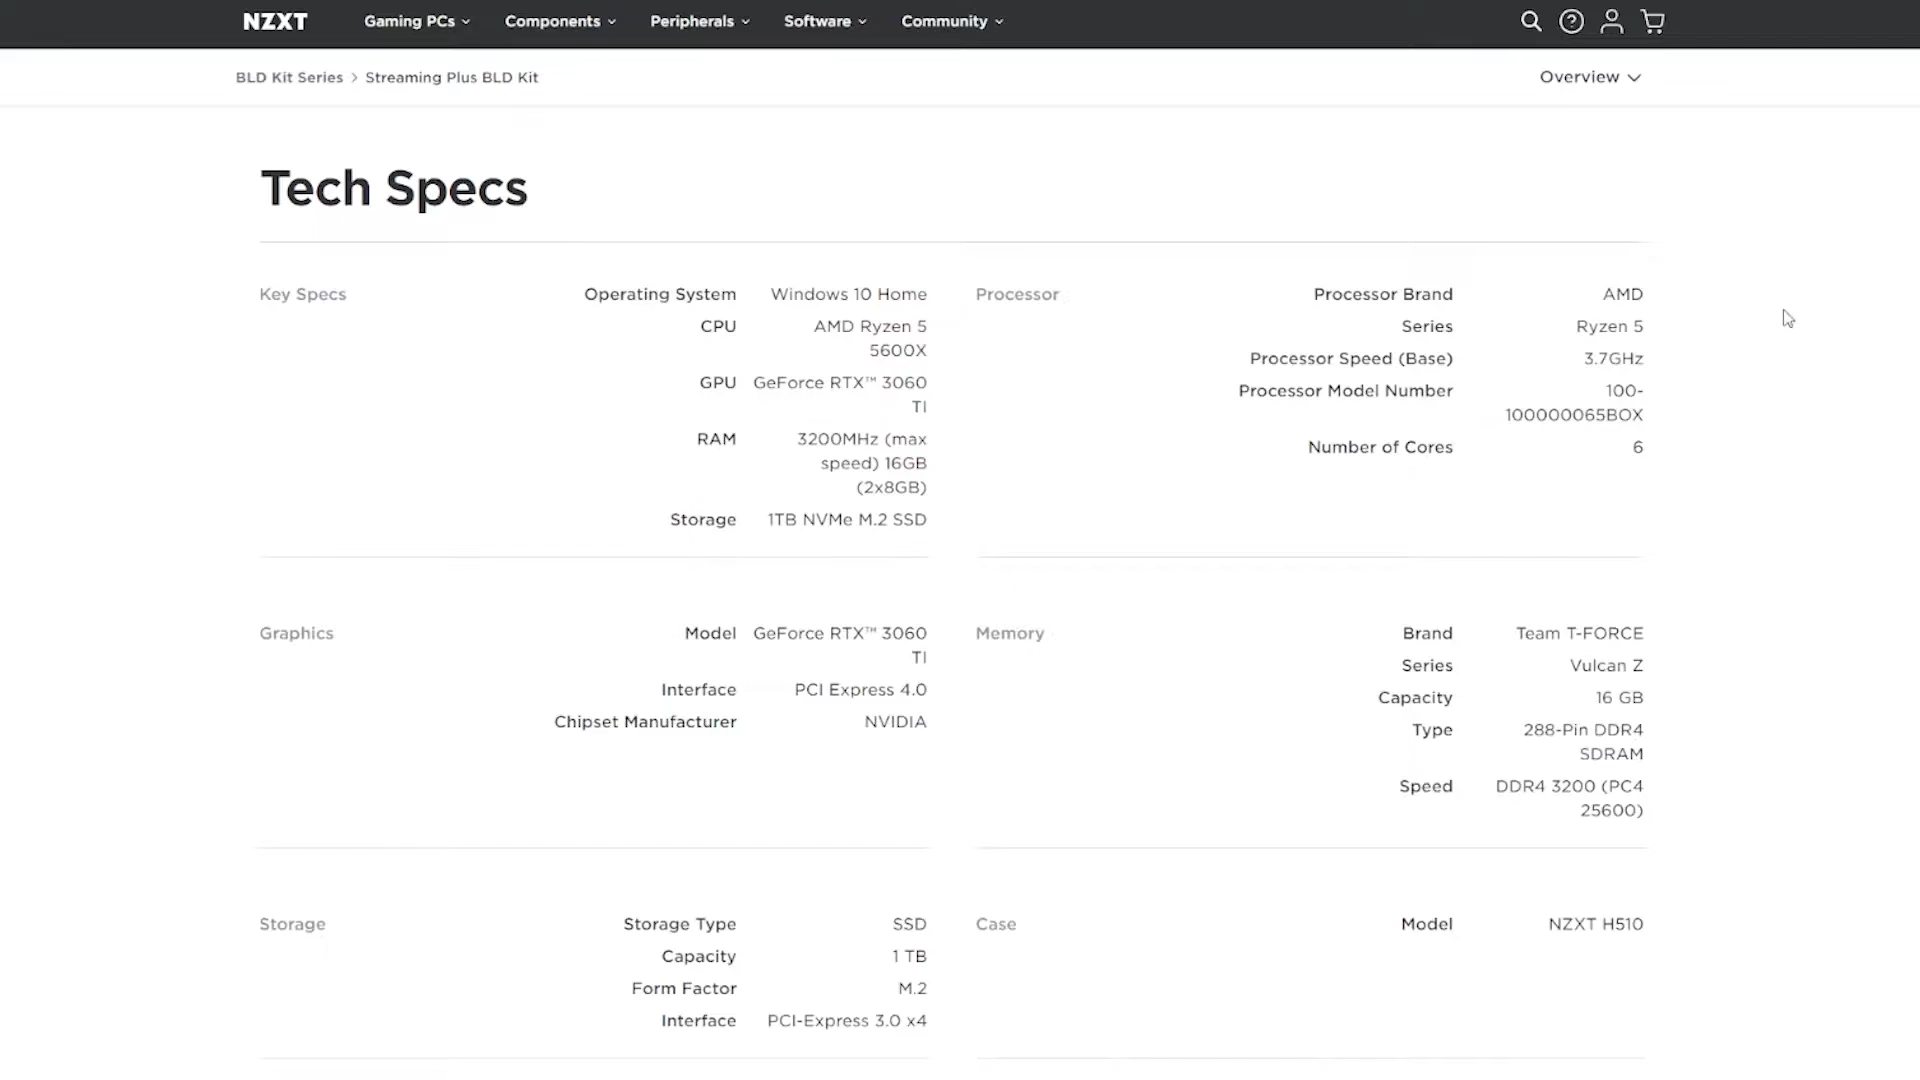 NZXT Gaming PCs Components Peripherals Software Community
BLD Kit Series > Streaming Plus BLD Kit Overview
Tech Specs
Key Specs
Operating System Windows 10 Home
CPU AMD Ryzen 5
5600X
GPU GeForce RTX™ 3060
TI
RAM 3200MHz (max
speed) 16GB
(2x8GB)
Storage 1TB NVMe M.2 SSD
Processor
Processor Brand AMD
Series Ryzen 5
Processor Speed (Base) 3.7GHz
Processor Model Number 100-
100000065BOX
Number of Cores 6
Graphics
Model GeForce RTX™ 3060
TI
Interface PCI Express 4.0
Chipset Manufacturer NVIDIA
Memory
Brand Team T-FORCE
Series Vulcan Z
Capacity 16 GB
Type 288-Pin DDR4
SDRAM
Speed DDR4 3200 (PC4
25600)
Storage
Storage Type SSD
Capacity 1 TB
Form Factor M.2
Interface PCI-Express 3.0 x4
Case
Model NZXT H510